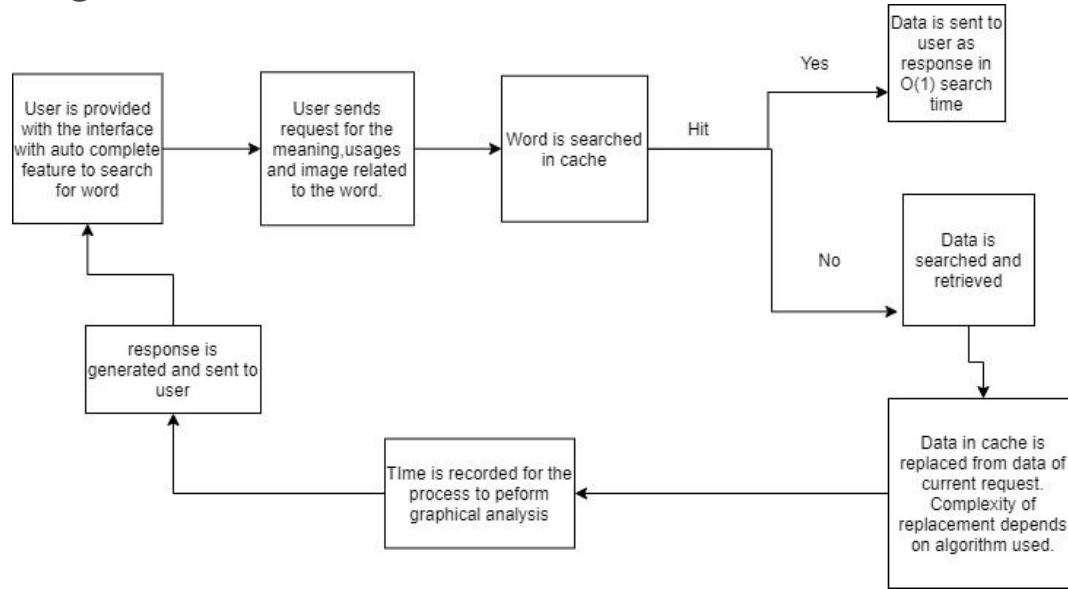 User is provided
with the interface
with auto complete
feature to search
for word
User sends
request for the
meaning,usages
and image related
to the word.
Word is searched
in cache
Hit
Yes
Data is sent to
user as
response in
O(1) search
time
No
Data is
searched and
retrieved
Data in cache is
replaced from data of
current request.
Complexity of
replacement depends
on algorithm used.
TIme is recorded for the
process to peform
graphical analysis
response is
generated and sent to
user